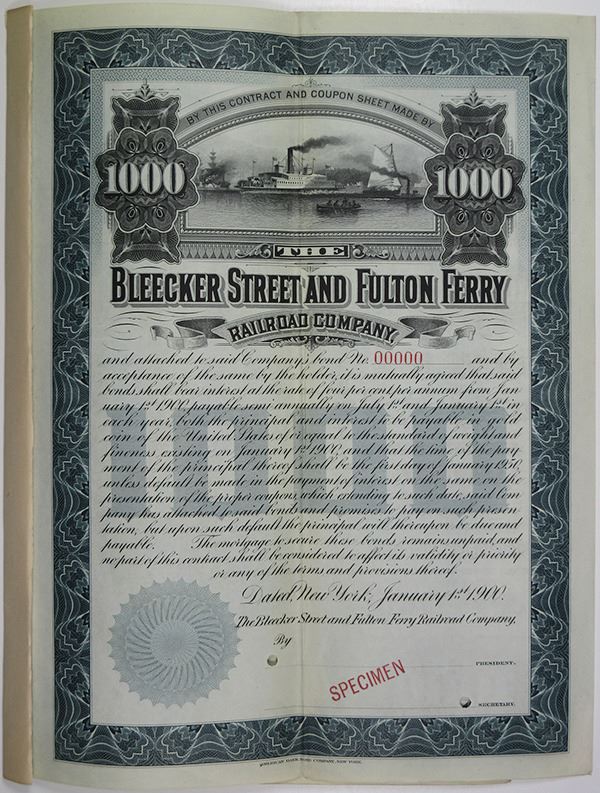 BY THIS CONTRACT AND COUPON SHEET MADE BY
1000 1000
THE
BLEECKER STREET AND FULTON FERRY
RAILROAD COMPANY,
and attached to said Company's bond No. 00000 and by
acceptance of the same by the holder, it is mutually agreed that said
bonds shall bear interest at the rate of four per cent, per annum from Jan
uary 1st 1900, payable semi annually on July 1st and January 1st in
each year, both principal and interest to be payable in gold
coin of the United States of or equal to the standard of weight and
fineness existing on January 1st 1900, and that the time for the pay
ment of the principal thereof shall be the first day of January 1950,
unless default be made in the payment of interest thereon, upon
presentation of the proper coupons, which extending to such date, said Com
pany has attached to said bonds and promises to pay on such presen
tation, but upon such default the principal will thereupon be due and
payable. The mortgage to secure these bonds remains unpaid, and
no part of this contract shall be considered to affect its validity or priority
or any of the terms and provisions thereof.
1000
Dated, New York, January 1st 1900.
The Bleecker Street and Fulton Ferry Railroad Company,
By
PRESIDENT.
SPECIMEN
SECRETARY.
AMERICAN BANK NOTE COMPANY, NEW YORK.